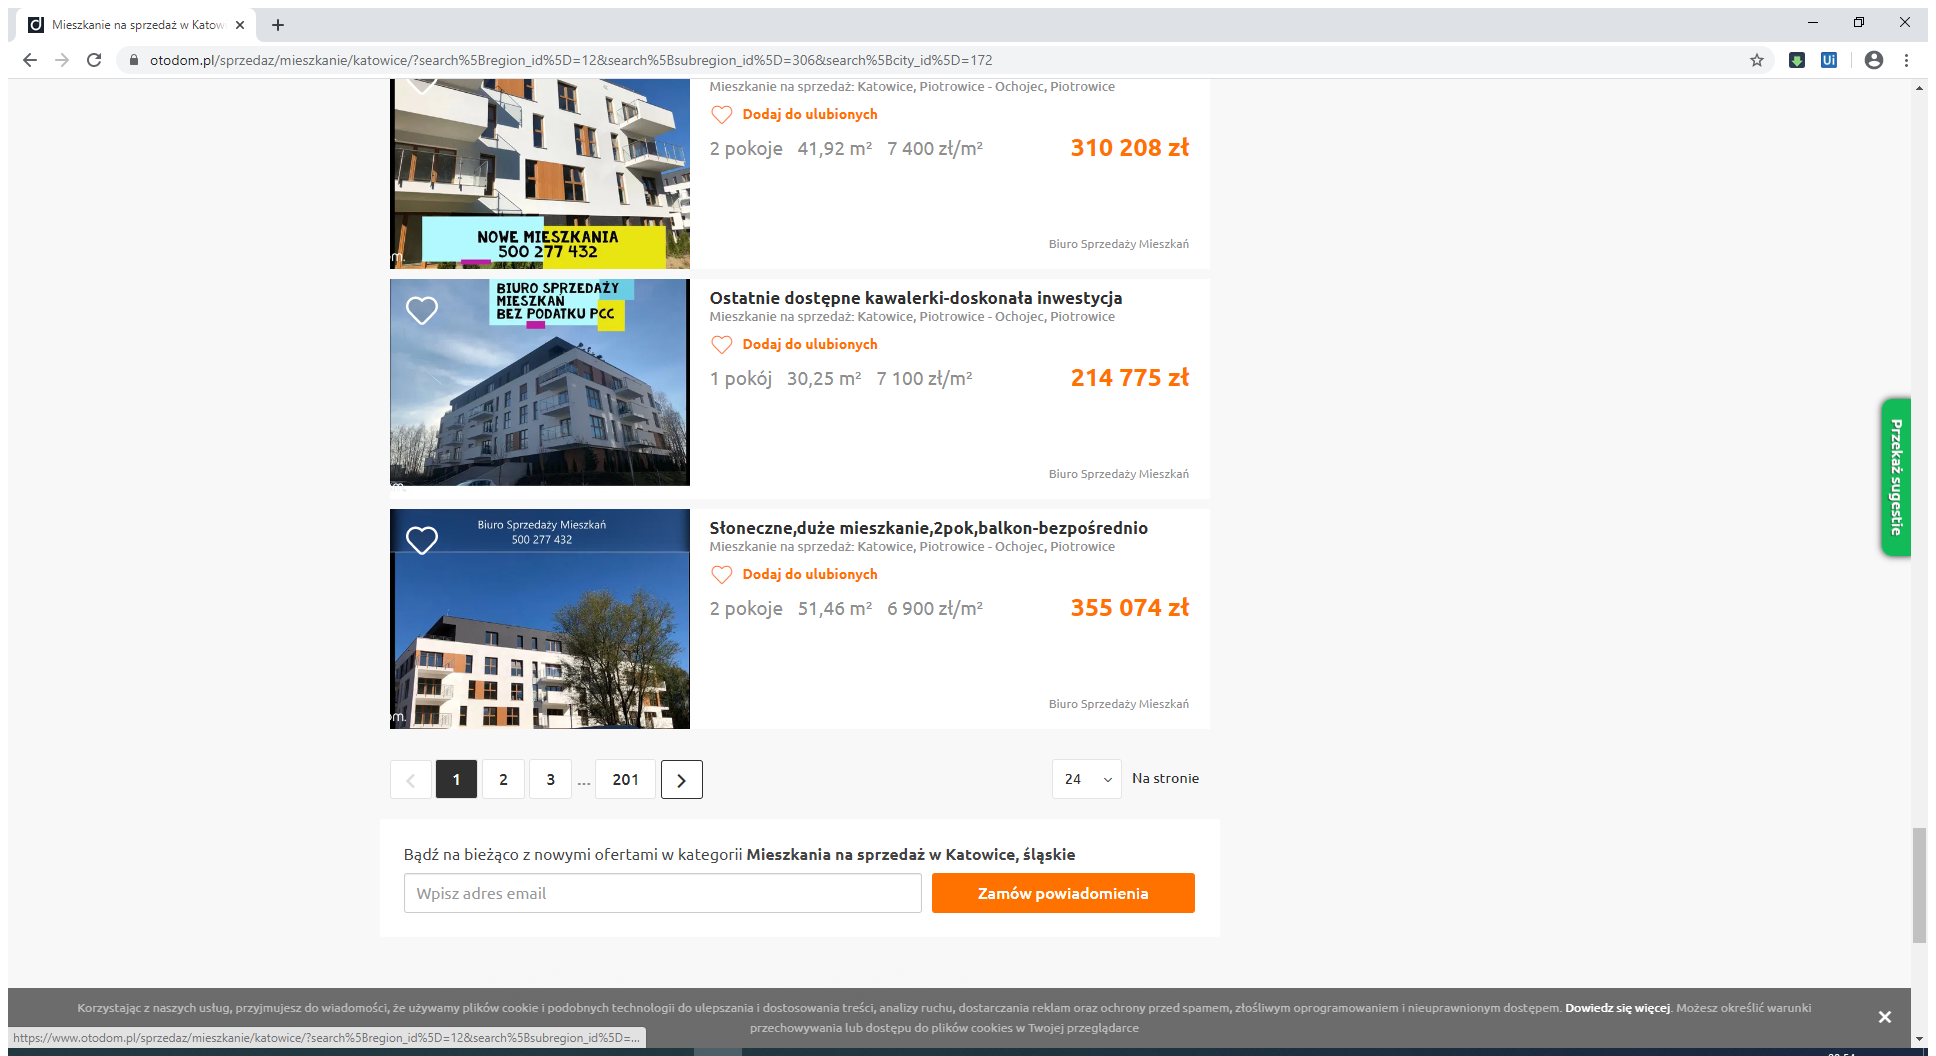 Mieszkanie na sprzedaż w Katow
otodom.pl/sprzedaz/mieszkanie/katowice/?search%5Bregion_id%5D=12&search%5Bsubregion_id%5D=306&search%5Bcity_id%5D=172
Ui
Mieszkanie na sprzedaż: Katowice, Piotrowice - Ochojec, Piotrowice
Dodaj do ulubionych
2 pokoje 41,92 m² 7 400 zł/m² 310 208 zł
NOWE MIESZKANIA
500 277 432
om.
Biuro Sprzedaży Mieszkań
BIURO SPRZEDAŻY
MIESZKAŃ
BEZ PODATKU PCC
Ostatnie dostępne kawalerki-doskonała inwestycja
Mieszkanie na sprzedaż: Katowice, Piotrowice - Ochojec, Piotrowice
Dodaj do ulubionych
1 pokój 30,25 m² 7 100 zł/m² 214 775 zł
Biuro Sprzedaży Mieszkań
Przekaż sugestie
Biuro Sprzedaży Mieszkań
500 277 432
om.
Słoneczne,duże mieszkanie,2pok,balkon-bezpośrednio
Mieszkanie na sprzedaż: Katowice, Piotrowice - Ochojec, Piotrowice
Dodaj do ulubionych
2 pokoje 51,46 m² 6 900 zł/m² 355 074 zł
Biuro Sprzedaży Mieszkań
1 2 3 ... 201 24 Na stronie
Bądź na bieżąco z nowymi ofertami w kategorii Mieszkania na sprzedaż w Katowice, śląskie
Wpisz adres email Zamów powiadomienia
Korzystając z naszych usług, przyjmujesz do wiadomości, że używamy plików cookie i podobnych technologii do ulepszania i dostosowania treści, analizy ruchu, dostarczania reklam oraz ochrony przed spamem, złośliwym oprogramowaniem i nieuprawnionym dostępem. Dowiedz się więcej. Możesz określić warunki
przechowywania lub dostępu do plików cookies w Twojej przeglądarce
https://www.otodom.pl/sprzedaz/mieszkanie/katowice/?search%5Bregion_id%5D=12&search%5Bsubregion_id%5D=...